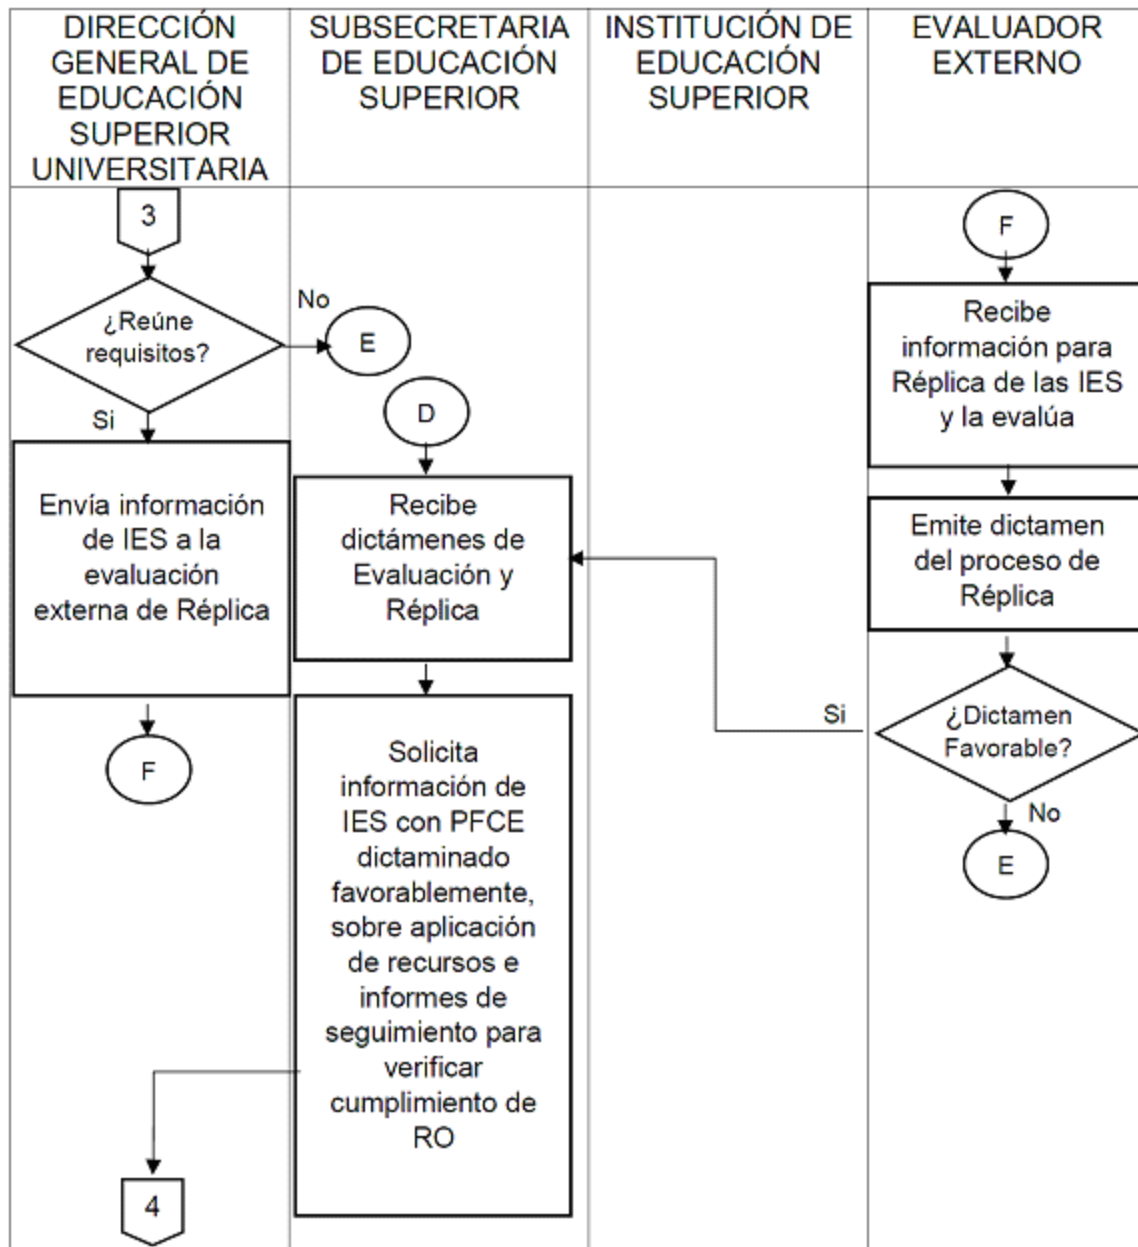 DIRECCIÓN
GENERAL DE
EDUCACIÓN
SUPERIOR
UNIVERSITARIA
SUBSECRETARIA
DE EDUCACIÓN
SUPERIOR
INSTITUCIÓN DE
EDUCACIÓN
SUPERIOR
EVALUADOR
EXTERNO
3
¿Reúne
requisitos?
No
E
Si
Envía información
de IES a la
evaluación
externa de Réplica
F
D
Recibe
dictámenes de
Evaluación y
Réplica
Solicita
información de
IES con PFCE
dictaminado
favorablemente,
sobre aplicación
de recursos e
informes de
seguimiento para
verificar
cumplimiento de
RO
4
F
Recibe
información para
Réplica de las IES
y la evalúa
Emite dictamen
del proceso de
Réplica
¿Dictamen
Favorable?
Si
No
E